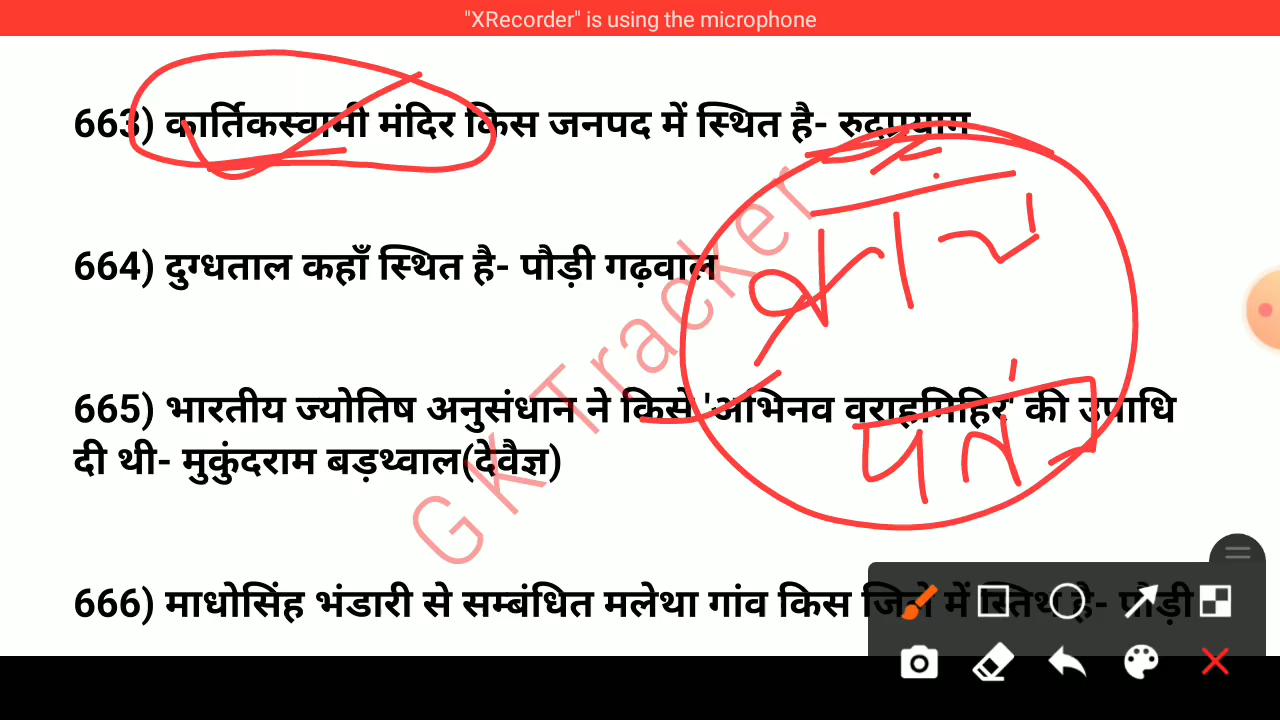 "XRecorder" is using the microphone
663) कार्तिकस्वामी मंदिर किस जनपद में स्थित है- रुद्रप्रयाग
664) दुग्धताल कहाँ स्थित है- पौड़ी गढ़वाल
665) भारतीय ज्योतिष अनुसंधान ने किसे 'अभिनव वराहमिहिर' की उपाधि
दी थी- मुकुंदराम बड़थ्वाल(देवैज्ञ)
666) माधोसिंह भंडारी से सम्बंधित मलेथा गांव किस जिले में स्तिथ है- पौड़ी
GK Tracker